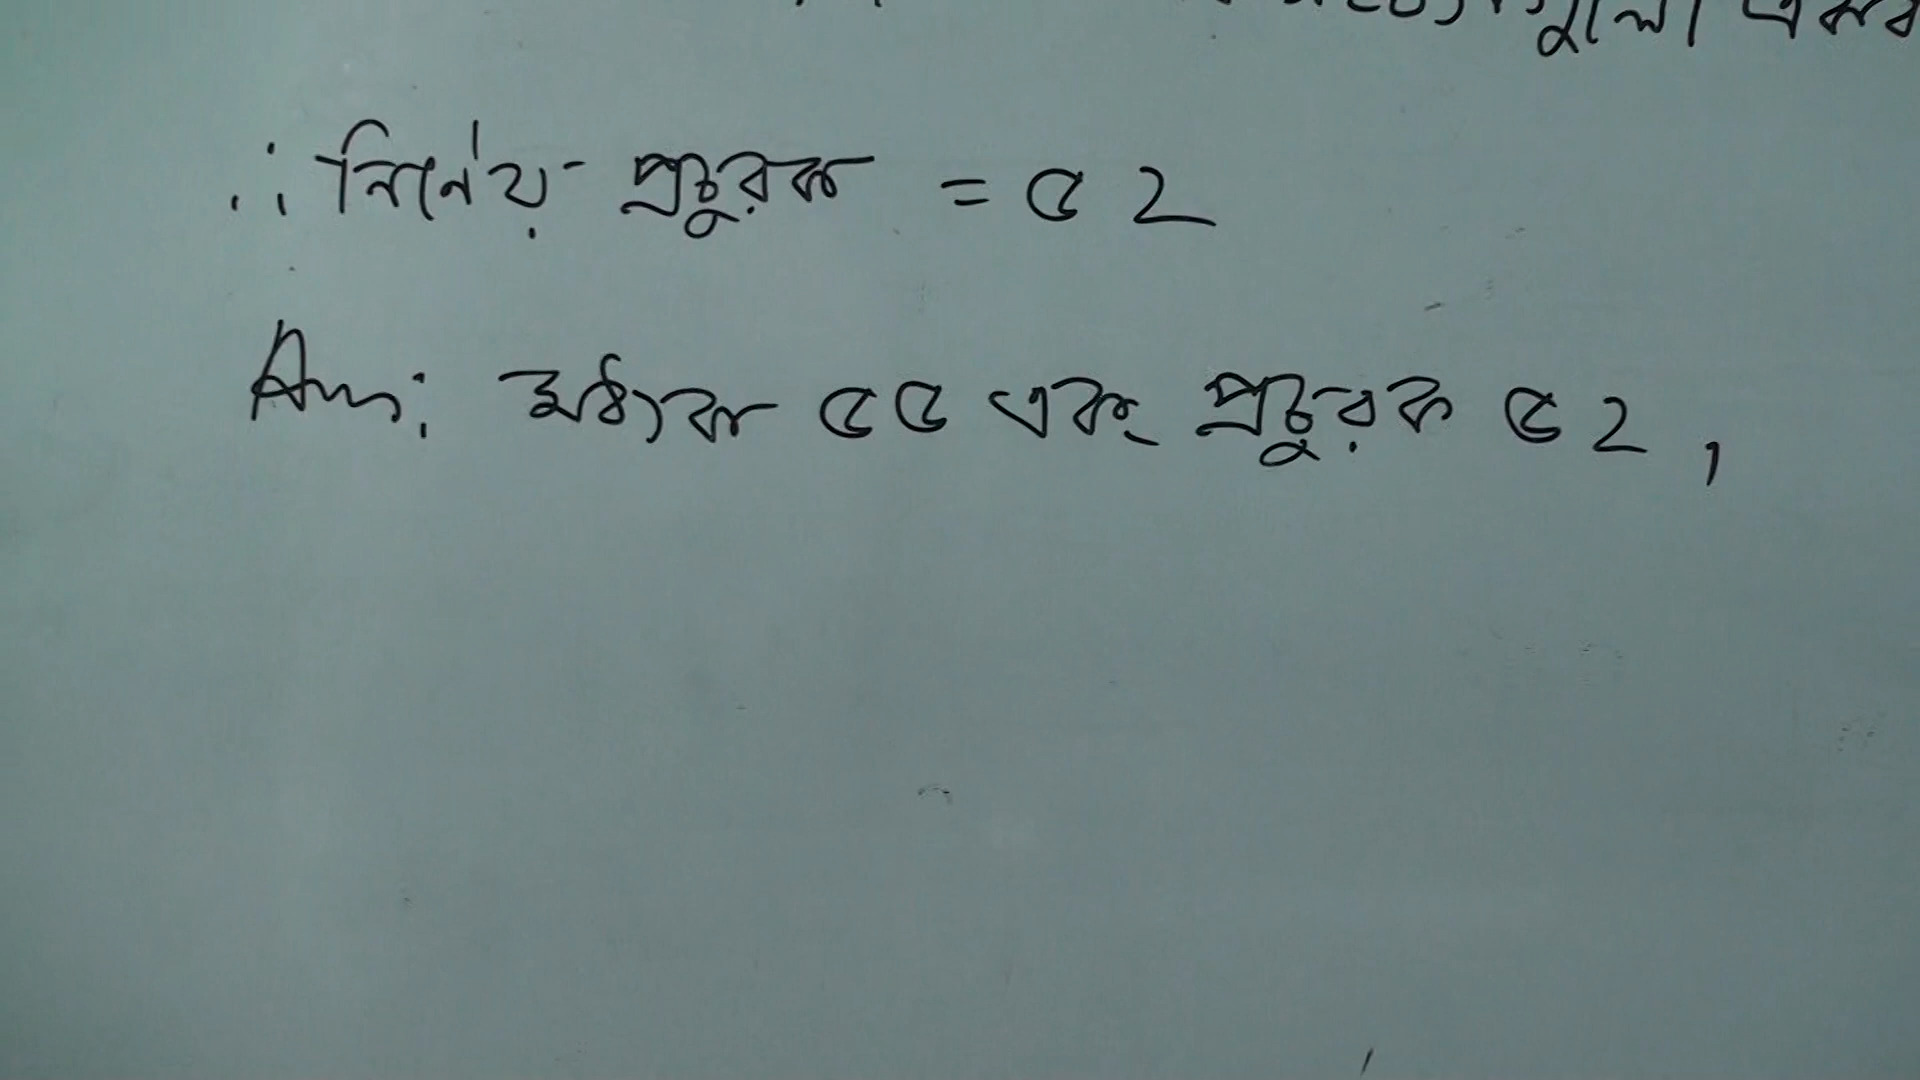 ∴ নির্ণেয় প্রচুরক = ৫২
Ans: মধ্যক ৫৫ এবং প্রচুরক ৫২,